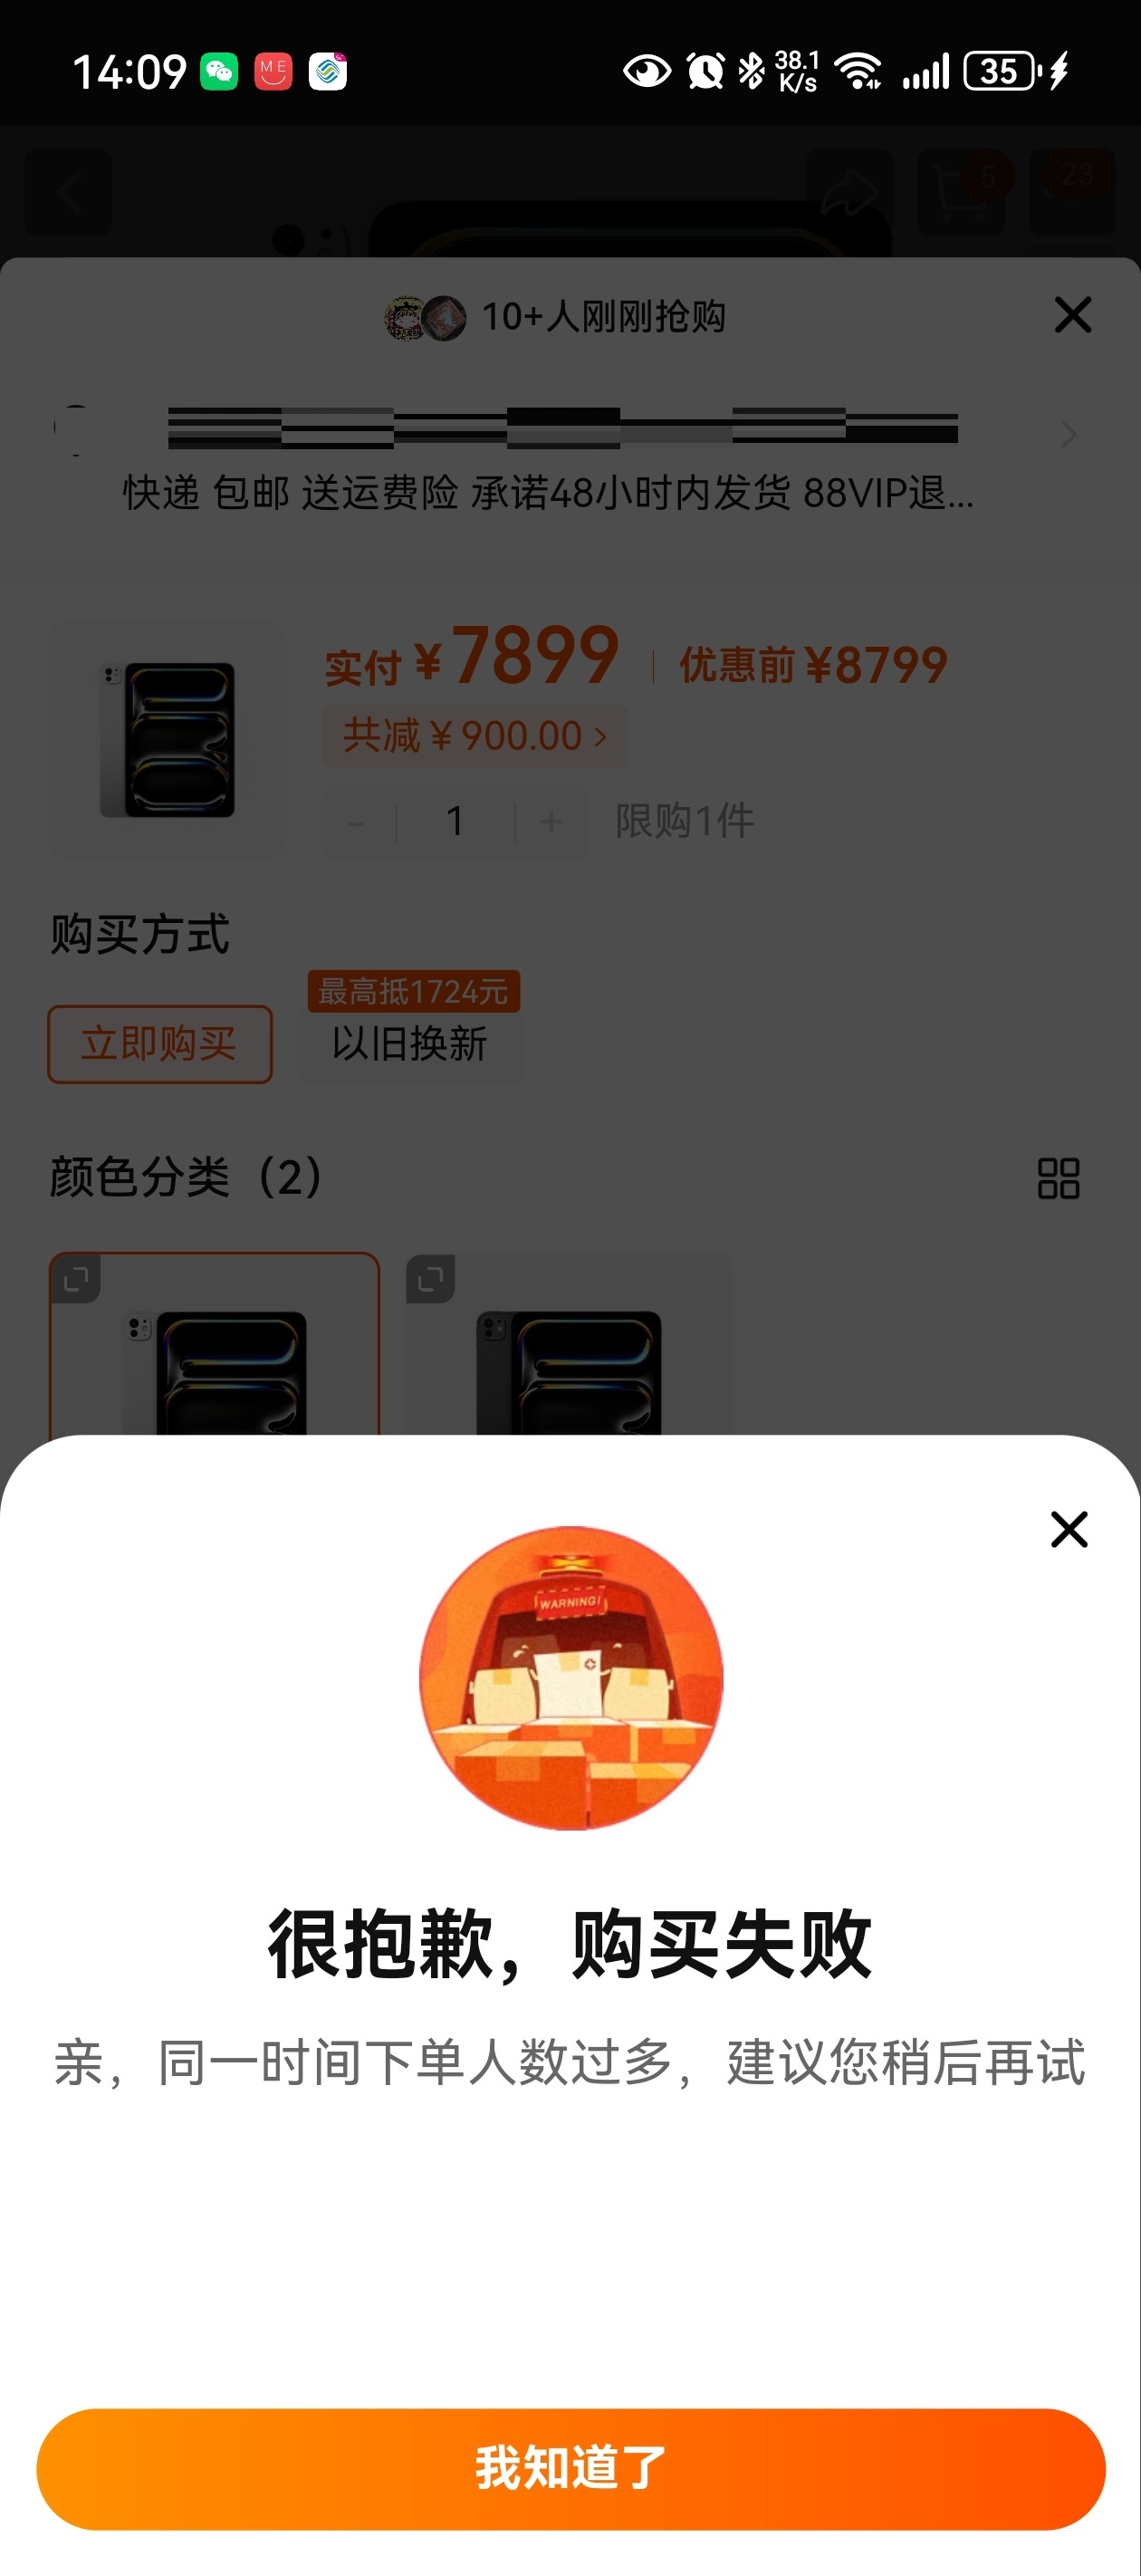 14:09 ME 38.1 K/s 35
5 23
10+人刚刚抢购
快递 包邮 送运费险 承诺48小时内发货 88VIP退...
实付 ¥7899 优惠前 ¥8799
共减 ¥ 900.00 >
- 1 + 限购1件
购买方式
最高抵1724元
立即购买 以旧换新
颜色分类（2）
WARNING!
很抱歉，购买失败
亲，同一时间下单人数过多，建议您稍后再试
我知道了